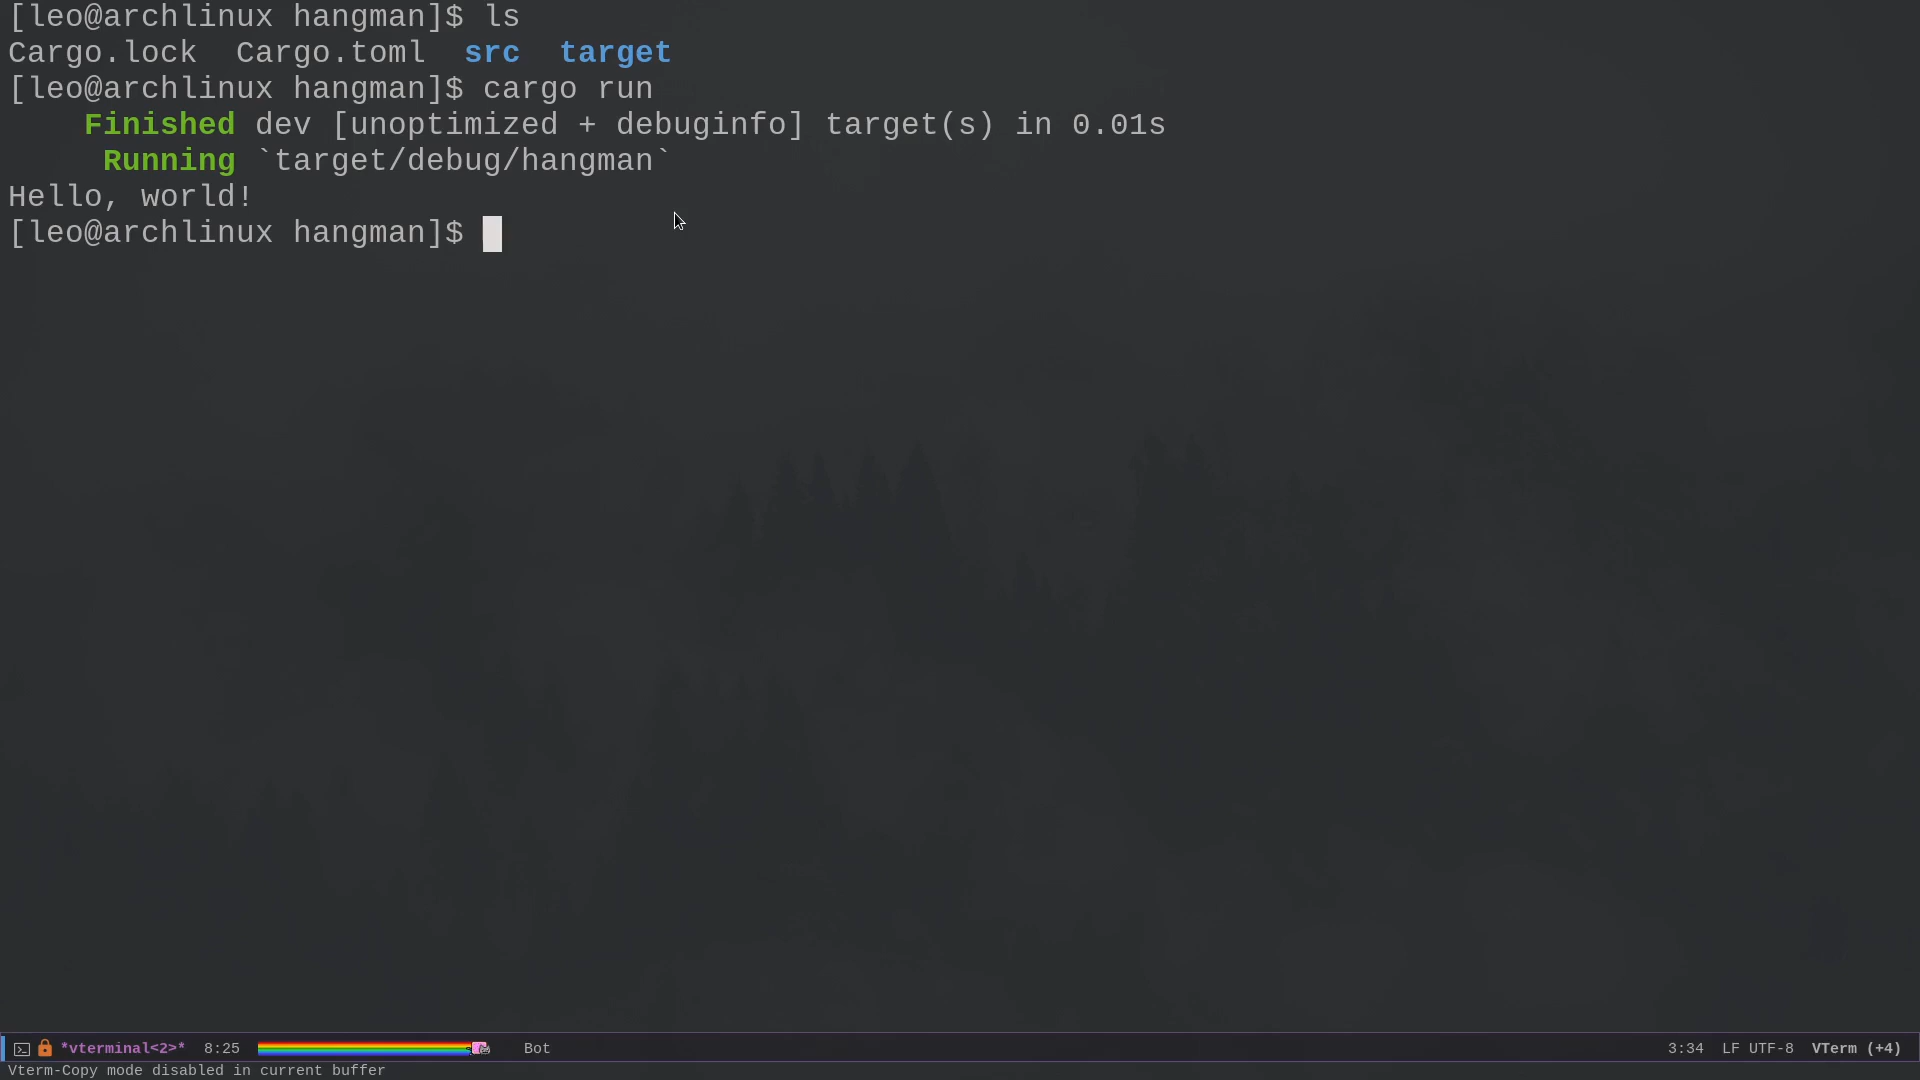 [leo@archlinux hangman]$ ls
Cargo.lock  Cargo.toml  src  target
[leo@archlinux hangman]$ cargo run
    Finished dev [unoptimized + debuginfo] target(s) in 0.01s
     Running `target/debug/hangman`
Hello, world!
[leo@archlinux hangman]$
*vterminal<2>*  8:25  Bot  3:34  LF UTF-8  VTerm (+4)
Vterm-Copy mode disabled in current buffer